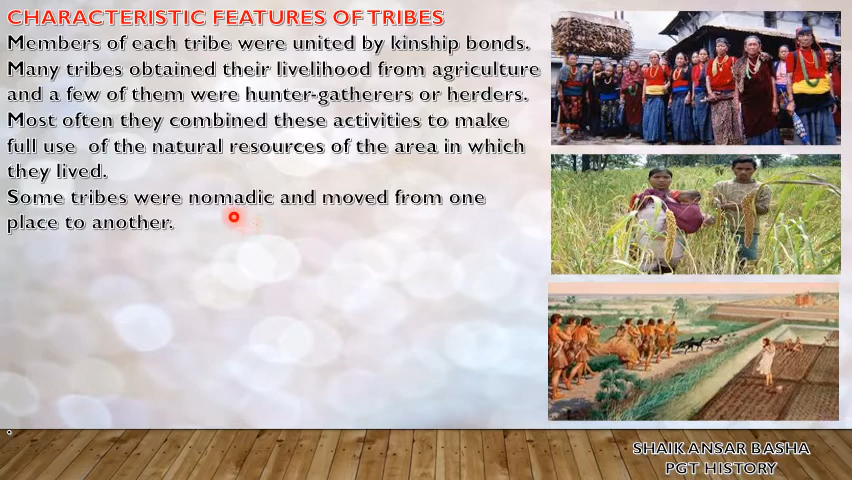 CHARACTERISTIC FEATURES OF TRIBES
Members of each tribe were united by kinship bonds.
Many tribes obtained their livelihood from agriculture
and a few of them were hunter-gatherers or herders.
Most often they combined these activities to make
full use of the natural resources of the area in which
they lived.
Some tribes were nomadic and moved from one
place to another.
SHAIK ANSAR BASHA
PGT HISTORY